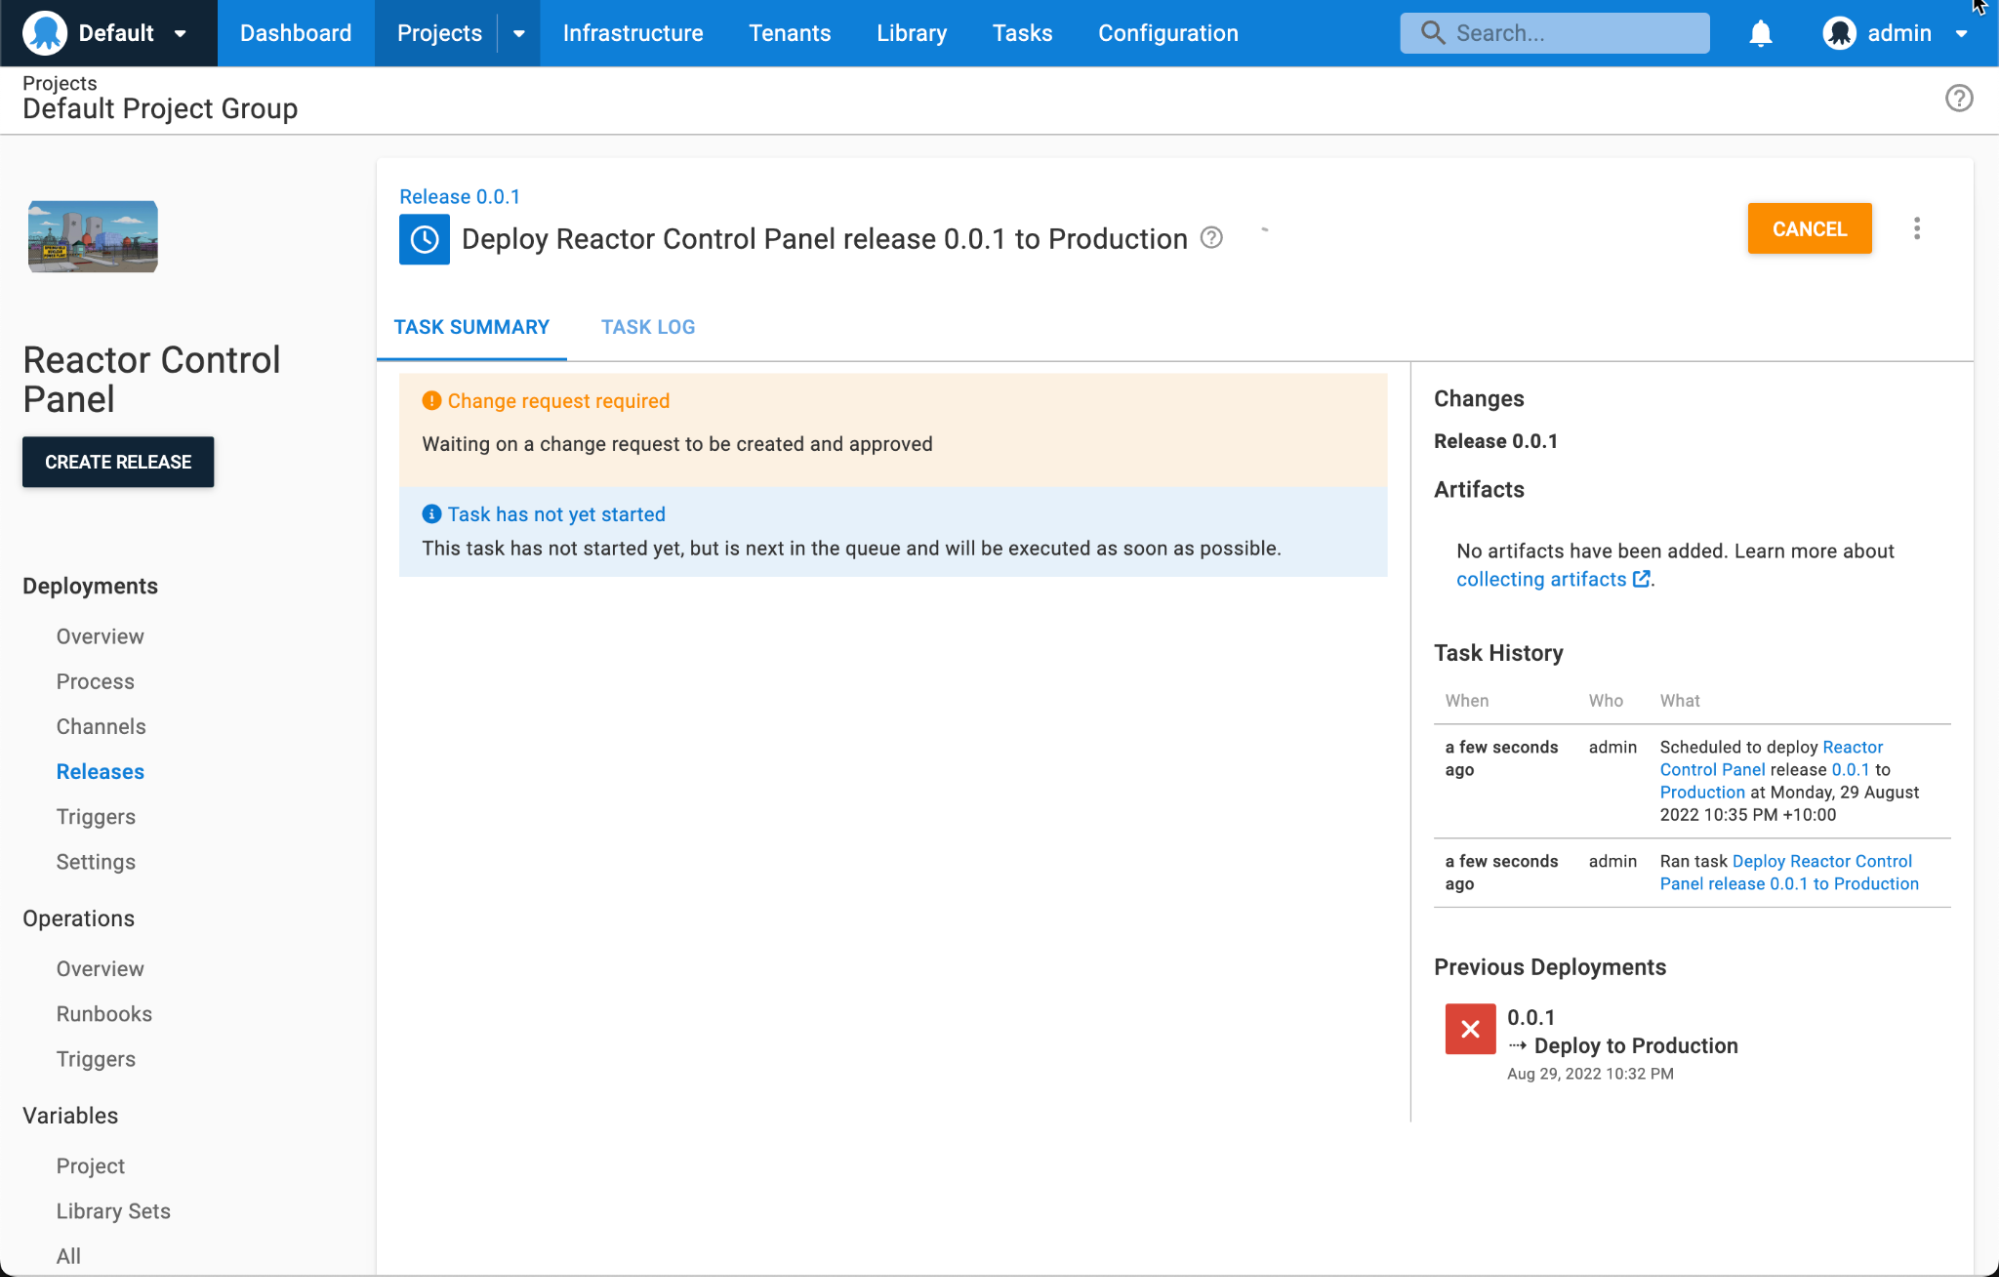 Default
Dashboard
Projects
Infrastructure
Tenants
Library
Tasks
Configuration
Search...
admin
Projects
Default Project Group
Reactor Control
Panel
CREATE RELEASE
Deployments
Overview
Process
Channels
Releases
Triggers
Settings
Operations
Overview
Runbooks
Triggers
Variables
Project
Library Sets
All
Release 0.0.1
Deploy Reactor Control Panel release 0.0.1 to Production
CANCEL
TASK SUMMARY
TASK LOG
Change request required
Waiting on a change request to be created and approved
Task has not yet started
This task has not started yet, but is next in the queue and will be executed as soon as possible.
Changes
Release 0.0.1
Artifacts
No artifacts have been added. Learn more about
collecting artifacts.
Task History
When Who What
a few seconds
ago
admin
Scheduled to deploy Reactor
Control Panel release 0.0.1 to
Production at Monday, 29 August
2022 10:35 PM +10:00
a few seconds
ago
admin
Ran task Deploy Reactor Control
Panel release 0.0.1 to Production
Previous Deployments
0.0.1
Deploy to Production
Aug 29, 2022 10:32 PM